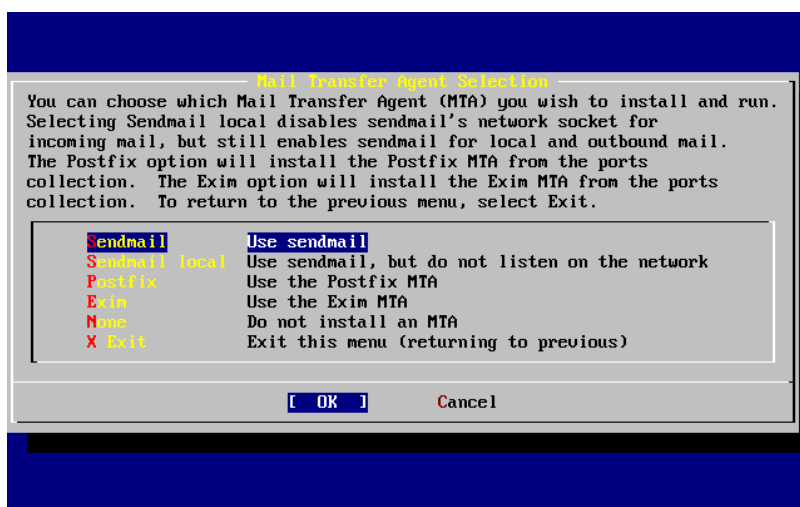 Mail Transfer Agent Selection
You can choose which Mail Transfer Agent (MTA) you wish to install and run.
Selecting Sendmail local disables sendmail's network socket for
incoming mail, but still enables sendmail for local and outbound mail.
The Postfix option will install the Postfix MTA from the ports
collection.  The Exim option will install the Exim MTA from the ports
collection.  To return to the previous menu, select Exit.
Sendmail Use sendmail
Sendmail local Use sendmail, but do not listen on the network
Postfix Use the Postfix MTA
Exim Use the Exim MTA
None Do not install an MTA
X Exit Exit this menu (returning to previous)
[ OK ] Cancel